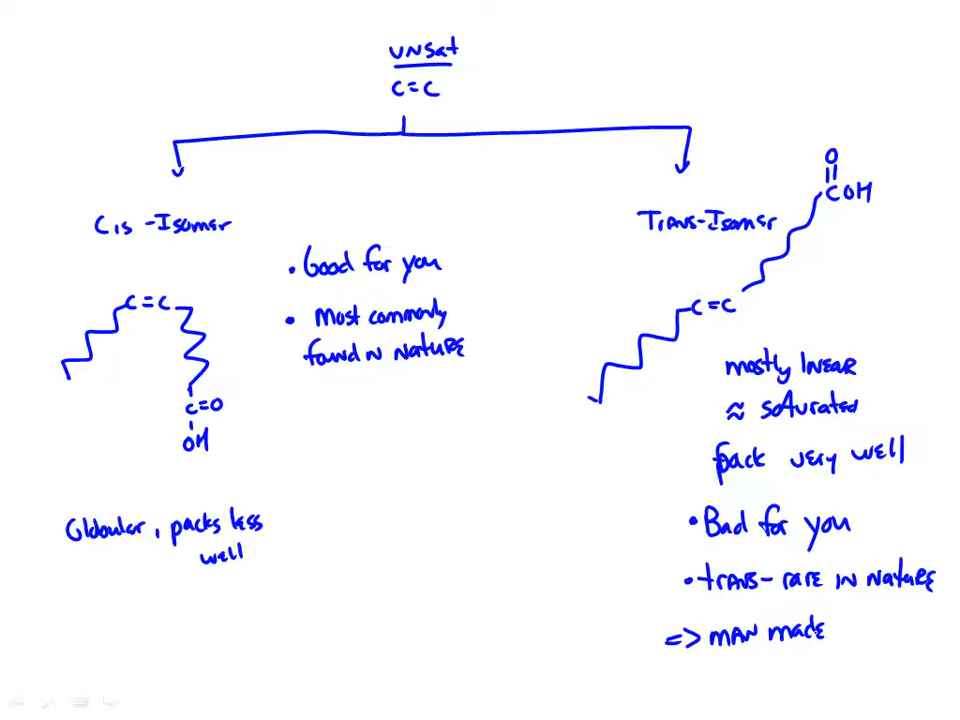 UNSat
C=C
Cis-Isomer
Trans-Isomer
O
COH
• Good for you
• Most commonly
found in Nature
C=C
C=O
OH
C=C
mostly linear
≈ saturated
pack very well
Globular, packs less
well
• Bad for you
• trans- rare in Nature
=> man made